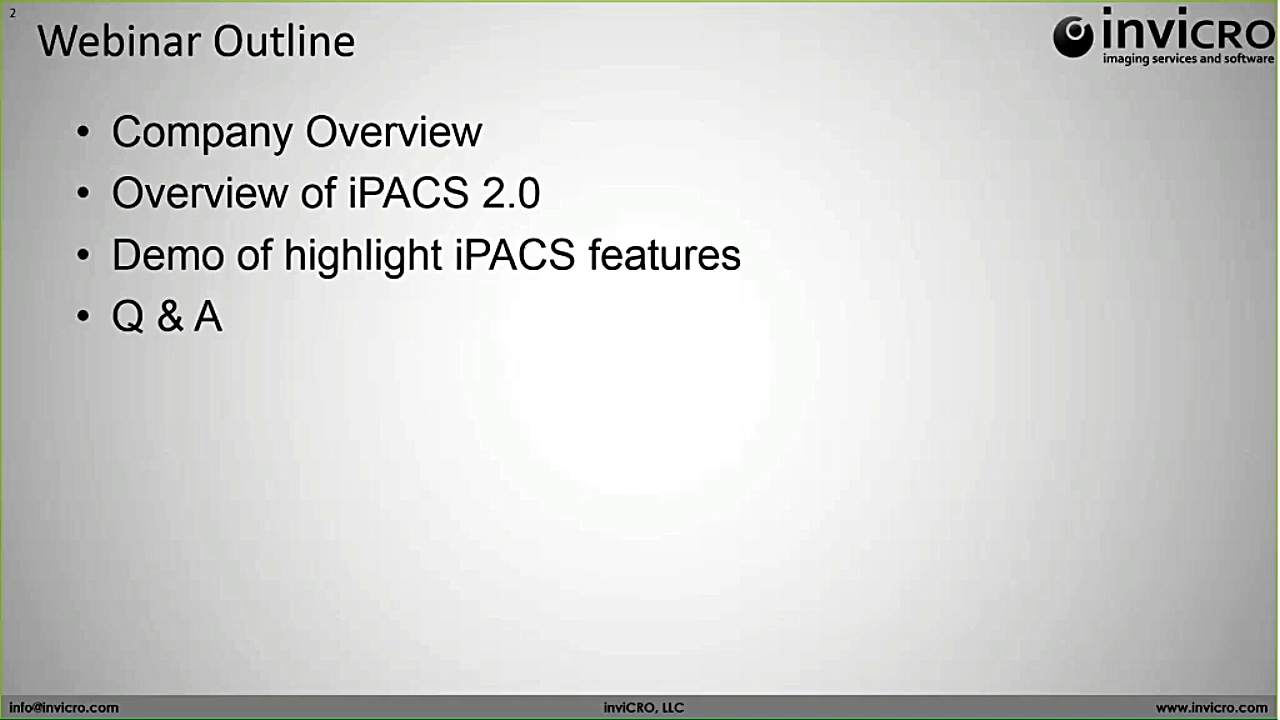 2
Webinar Outline
invicro
imaging services and software
• Company Overview
• Overview of iPACS 2.0
• Demo of highlight iPACS features
• Q & A
info@invicro.com
inviCRO, LLC
www.invicro.com